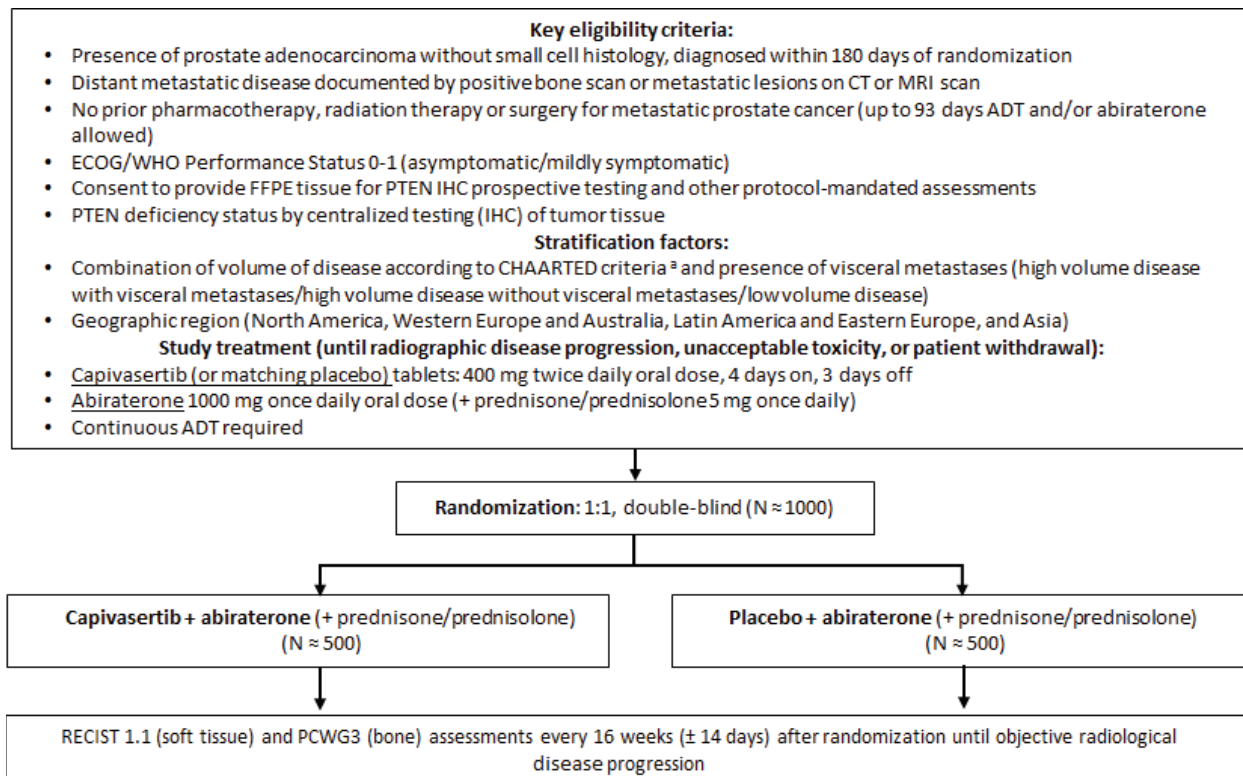 Key eligibility criteria:
• Presence of prostate adenocarcinoma without small cell histology, diagnosed within 180 days of randomization
• Distant metastatic disease documented by positive bone scan or metastatic lesions on CT or MRI scan
• No prior pharmacotherapy, radiation therapy or surgery for metastatic prostate cancer (up to 93 days ADT and/or abiraterone
allowed)
• ECOG/WHO Performance Status 0-1 (asymptomatic/mildly symptomatic)
• Consent to provide FFPE tissue for PTEN IHC prospective testing and other protocol-mandated assessments
• PTEN deficiency status by centralized testing (IHC) of tumor tissue
Stratification factors:
• Combination of volume of disease according to CHAARTED criteria ª and presence of visceral metastases (high volume disease
with visceral metastases/high volume disease without visceral metastases/low volume disease)
• Geographic region (North America, Western Europe and Australia, Latin America and Eastern Europe, and Asia)
Study treatment (until radiographic disease progression, unacceptable toxicity, or patient withdrawal):
• Capivasertib (or matching placebo) tablets: 400 mg twice daily oral dose, 4 days on, 3 days off
• Abiraterone 1000 mg once daily oral dose (+ prednisone/prednisolone 5 mg once daily)
• Continuous ADT required
Randomization: 1:1, double-blind (N ≈ 1000)
Capivasertib + abiraterone (+ prednisone/prednisolone)
(N ≈ 500)
Placebo + abiraterone (+ prednisone/prednisolone)
(N ≈ 500)
RECIST 1.1 (soft tissue) and PCWG3 (bone) assessments every 16 weeks (± 14 days) after randomization until objective radiological
disease progression